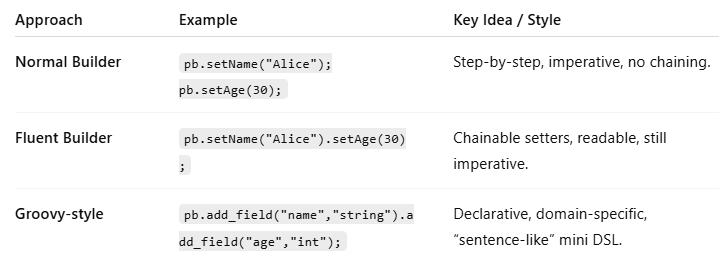 Approach Example Key Idea / Style
Normal Builder pb.setName("Alice"); Step-by-step, imperative, no chaining.
pb.setAge(30);
Fluent Builder pb.setName("Alice").setAge(30) Chainable setters, readable, still
; imperative.
Groovy-style pb.add_field("name","string").a Declarative, domain-specific,
dd_field("age","int"); “sentence-like” mini DSL.